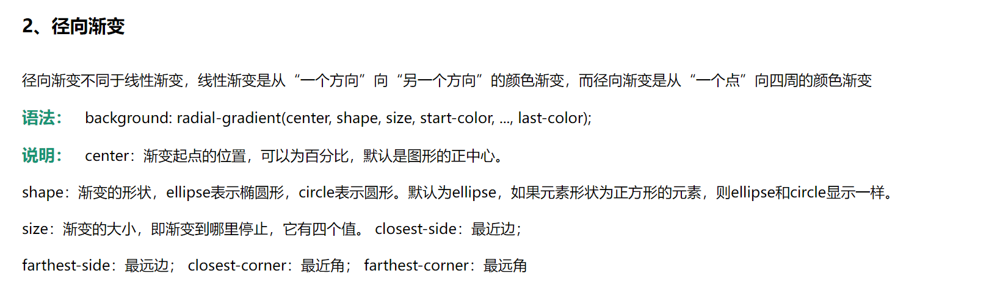 2、径向渐变
径向渐变不同于线性渐变，线性渐变是从“一个方向”向“另一个方向”的颜色渐变，而径向渐变是从“一个点”向四周的颜色渐变
语法： background: radial-gradient(center, shape, size, start-color, ..., last-color);
说明： center：渐变起点的位置，可以为百分比，默认是图形的正中心。
shape：渐变的形状，ellipse表示椭圆形，circle表示圆形。默认为ellipse，如果元素形状为正方形的元素，则ellipse和circle显示一样。
size：渐变的大小，即渐变到哪里停止，它有四个值。 closest-side：最近边；
farthest-side：最远边； closest-corner：最近角； farthest-corner：最远角